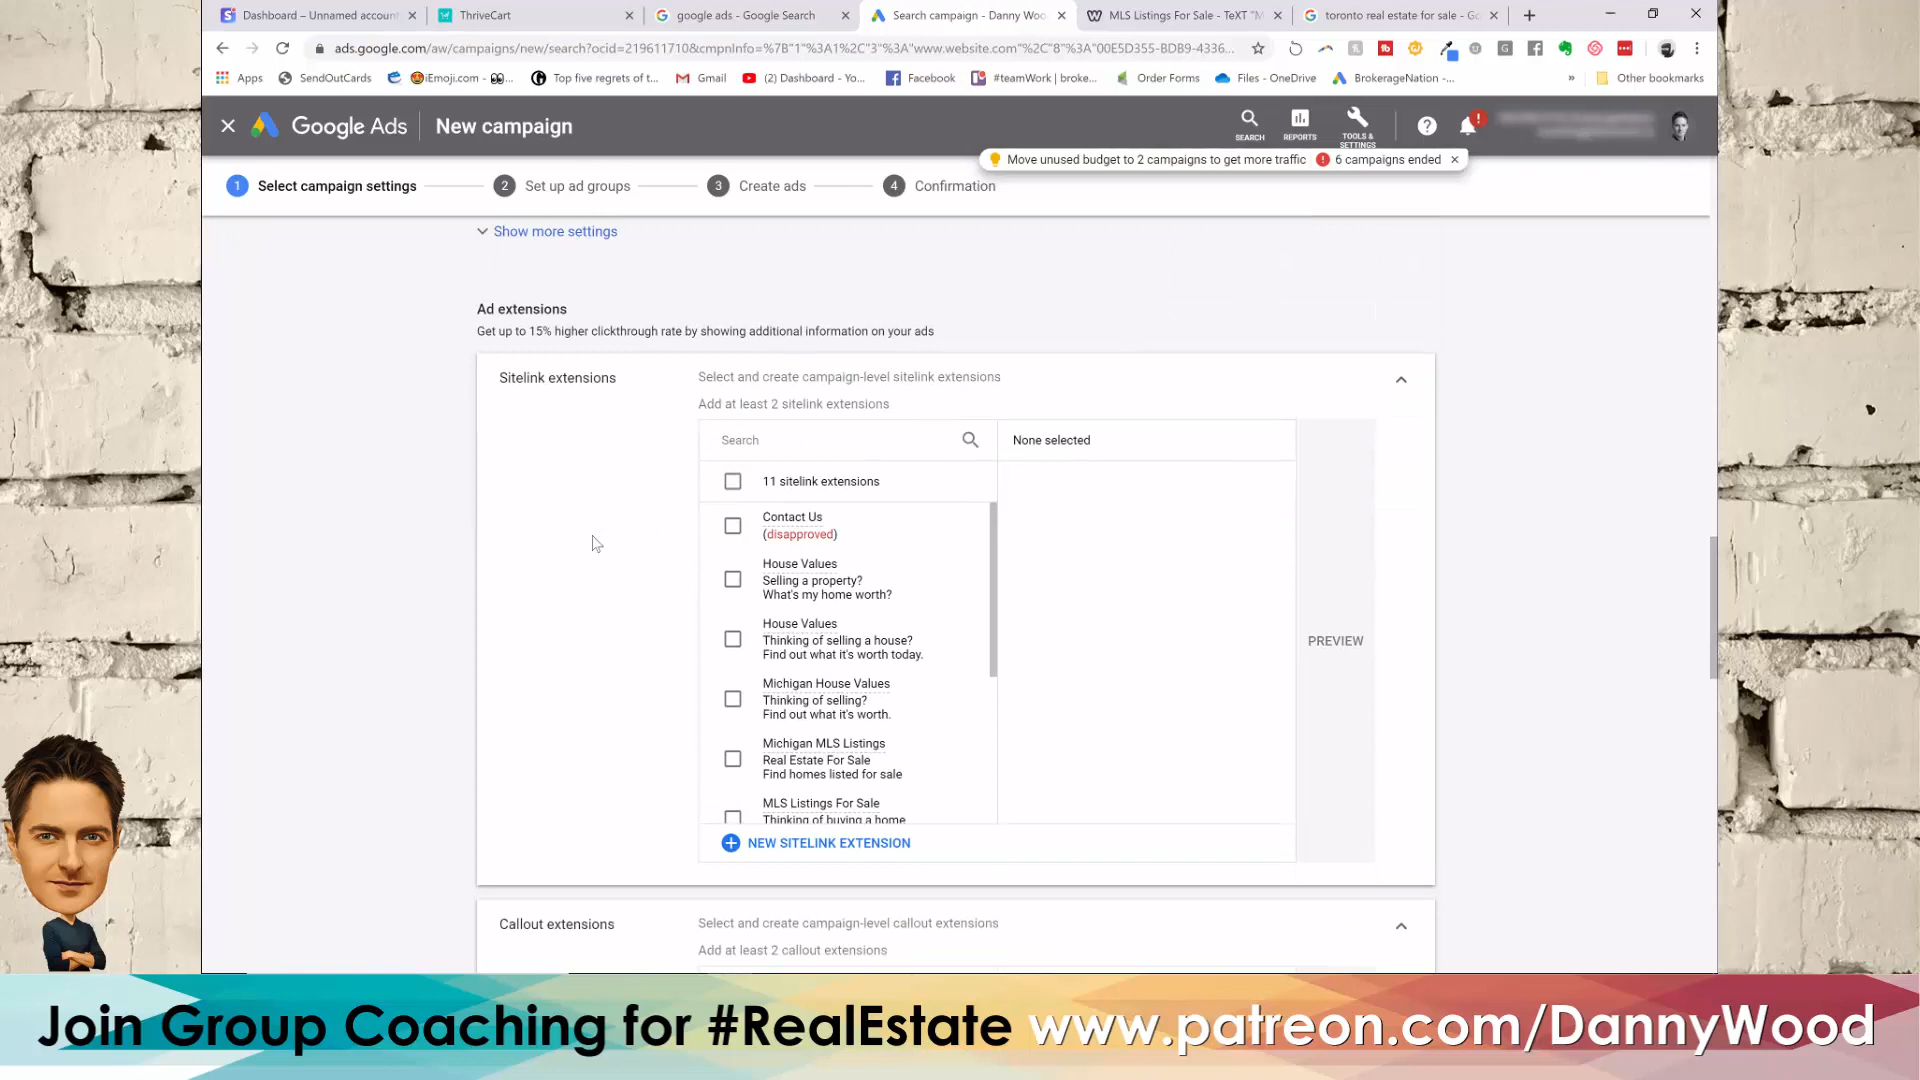 Dashboard – Unnamed account
ThriveCart
google ads - Google Search
Search campaign - Danny Woo
MLS Listings For Sale - TeXT "M
toronto real estate for sale - Go
ads.google.com/aw/campaigns/new/search?ocid=219611710&cmpnInfo=%7B"1"%3A1%2C"3"%3A"www.website.com"%2C"8"%3A"00E5D355-BDB9-4336...
Apps
SendOutCards
iEmoji.com -
Top five regrets of t...
Gmail
(2) Dashboard - Yo...
Facebook
#teamWork | broke...
Order Forms
Files - OneDrive
BrokerageNation -...
»
Other bookmarks
Google Ads
New campaign
SEARCH
REPORTS
TOOLS &
SETTINGS
Move unused budget to 2 campaigns to get more traffic
6 campaigns ended
1 Select campaign settings
2 Set up ad groups
3 Create ads
4 Confirmation
Show more settings
Ad extensions
Get up to 15% higher clickthrough rate by showing additional information on your ads
Sitelink extensions
Select and create campaign-level sitelink extensions
Add at least 2 sitelink extensions
Search
None selected
11 sitelink extensions
Contact Us
(disapproved)
House Values
Selling a property?
What's my home worth?
House Values
Thinking of selling a house?
Find out what it's worth today.
Michigan House Values
Thinking of selling?
Find out what it's worth.
Michigan MLS Listings
Real Estate For Sale
Find homes listed for sale
MLS Listings For Sale
Thinking of buying a home
PREVIEW
NEW SITELINK EXTENSION
Callout extensions
Select and create campaign-level callout extensions
Add at least 2 callout extensions
Join Group Coaching for #RealEstate www.patreon.com/DannyWood